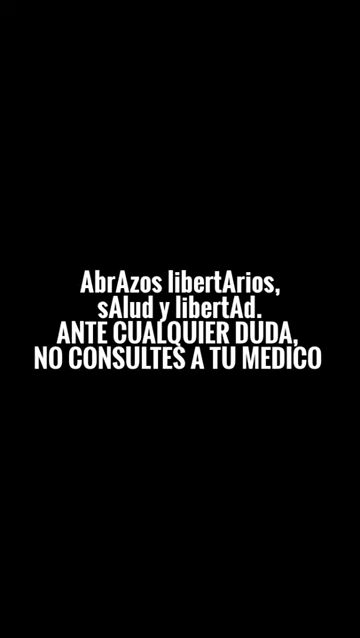 AbrAzos libertArios,
sAlud y libertAd.
ANTE CUALQUIER DUDA,
NO CONSULTES A TU MEDICO